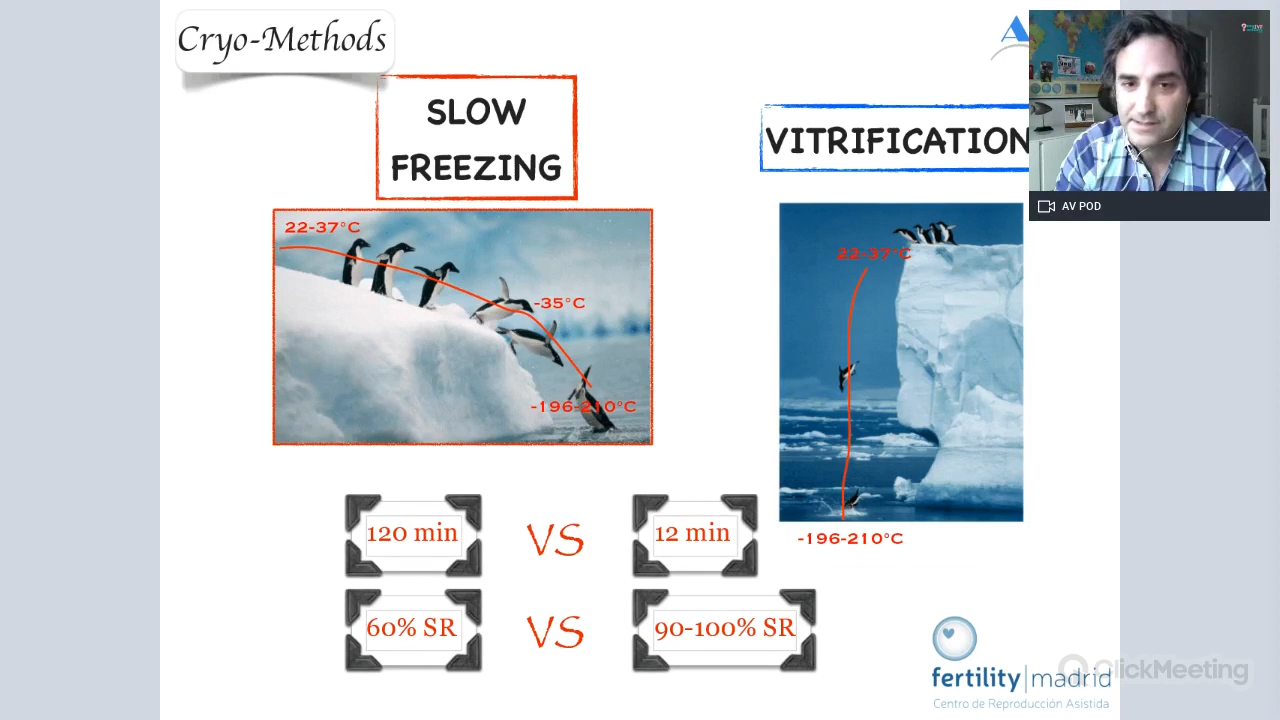 Cryo-Methods
A
SLOW
FREEZING
VITRIFICATION
AV POD
22-37°C
-35°C
-196-210°C
22-37°C
-196-210°C
120 min
VS
12 min
60% SR
VS
90-100% SR
fertility|madrid
Centro de Reproducción Asistida
ClickMeeting